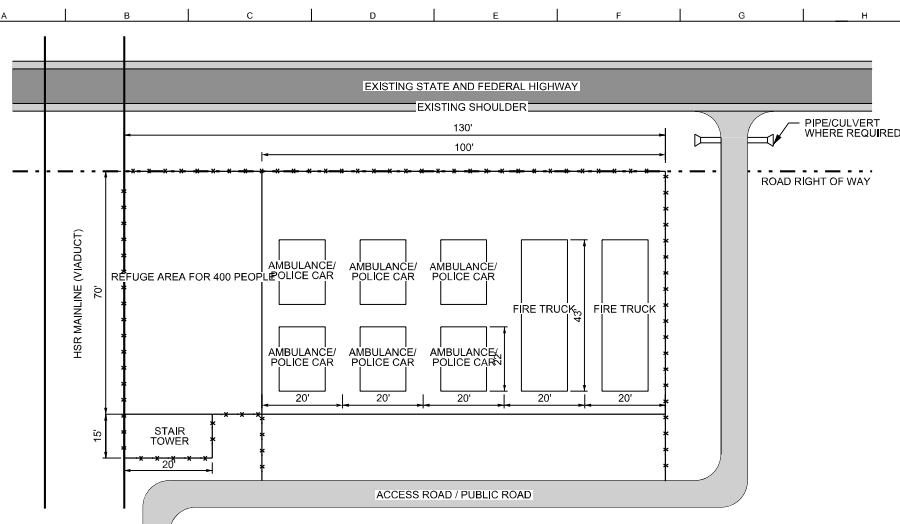 A B C D E F G H
EXISTING STATE AND FEDERAL HIGHWAY
EXISTING SHOULDER
PIPE/CULVERT
WHERE REQUIRED
130'
100'
ROAD RIGHT OF WAY
HSR MAINLINE (VIADUCT)
70'
REFUGE AREA FOR 400 PEOPLE
AMBULANCE/
POLICE CAR
AMBULANCE/
POLICE CAR
AMBULANCE/
POLICE CAR
FIRE TRUCK
43'
FIRE TRUCK
AMBULANCE/
POLICE CAR
AMBULANCE/
POLICE CAR
AMBULANCE/
POLICE CAR
22'
20' 20' 20' 20' 20'
15'
STAIR
TOWER
20'
ACCESS ROAD / PUBLIC ROAD